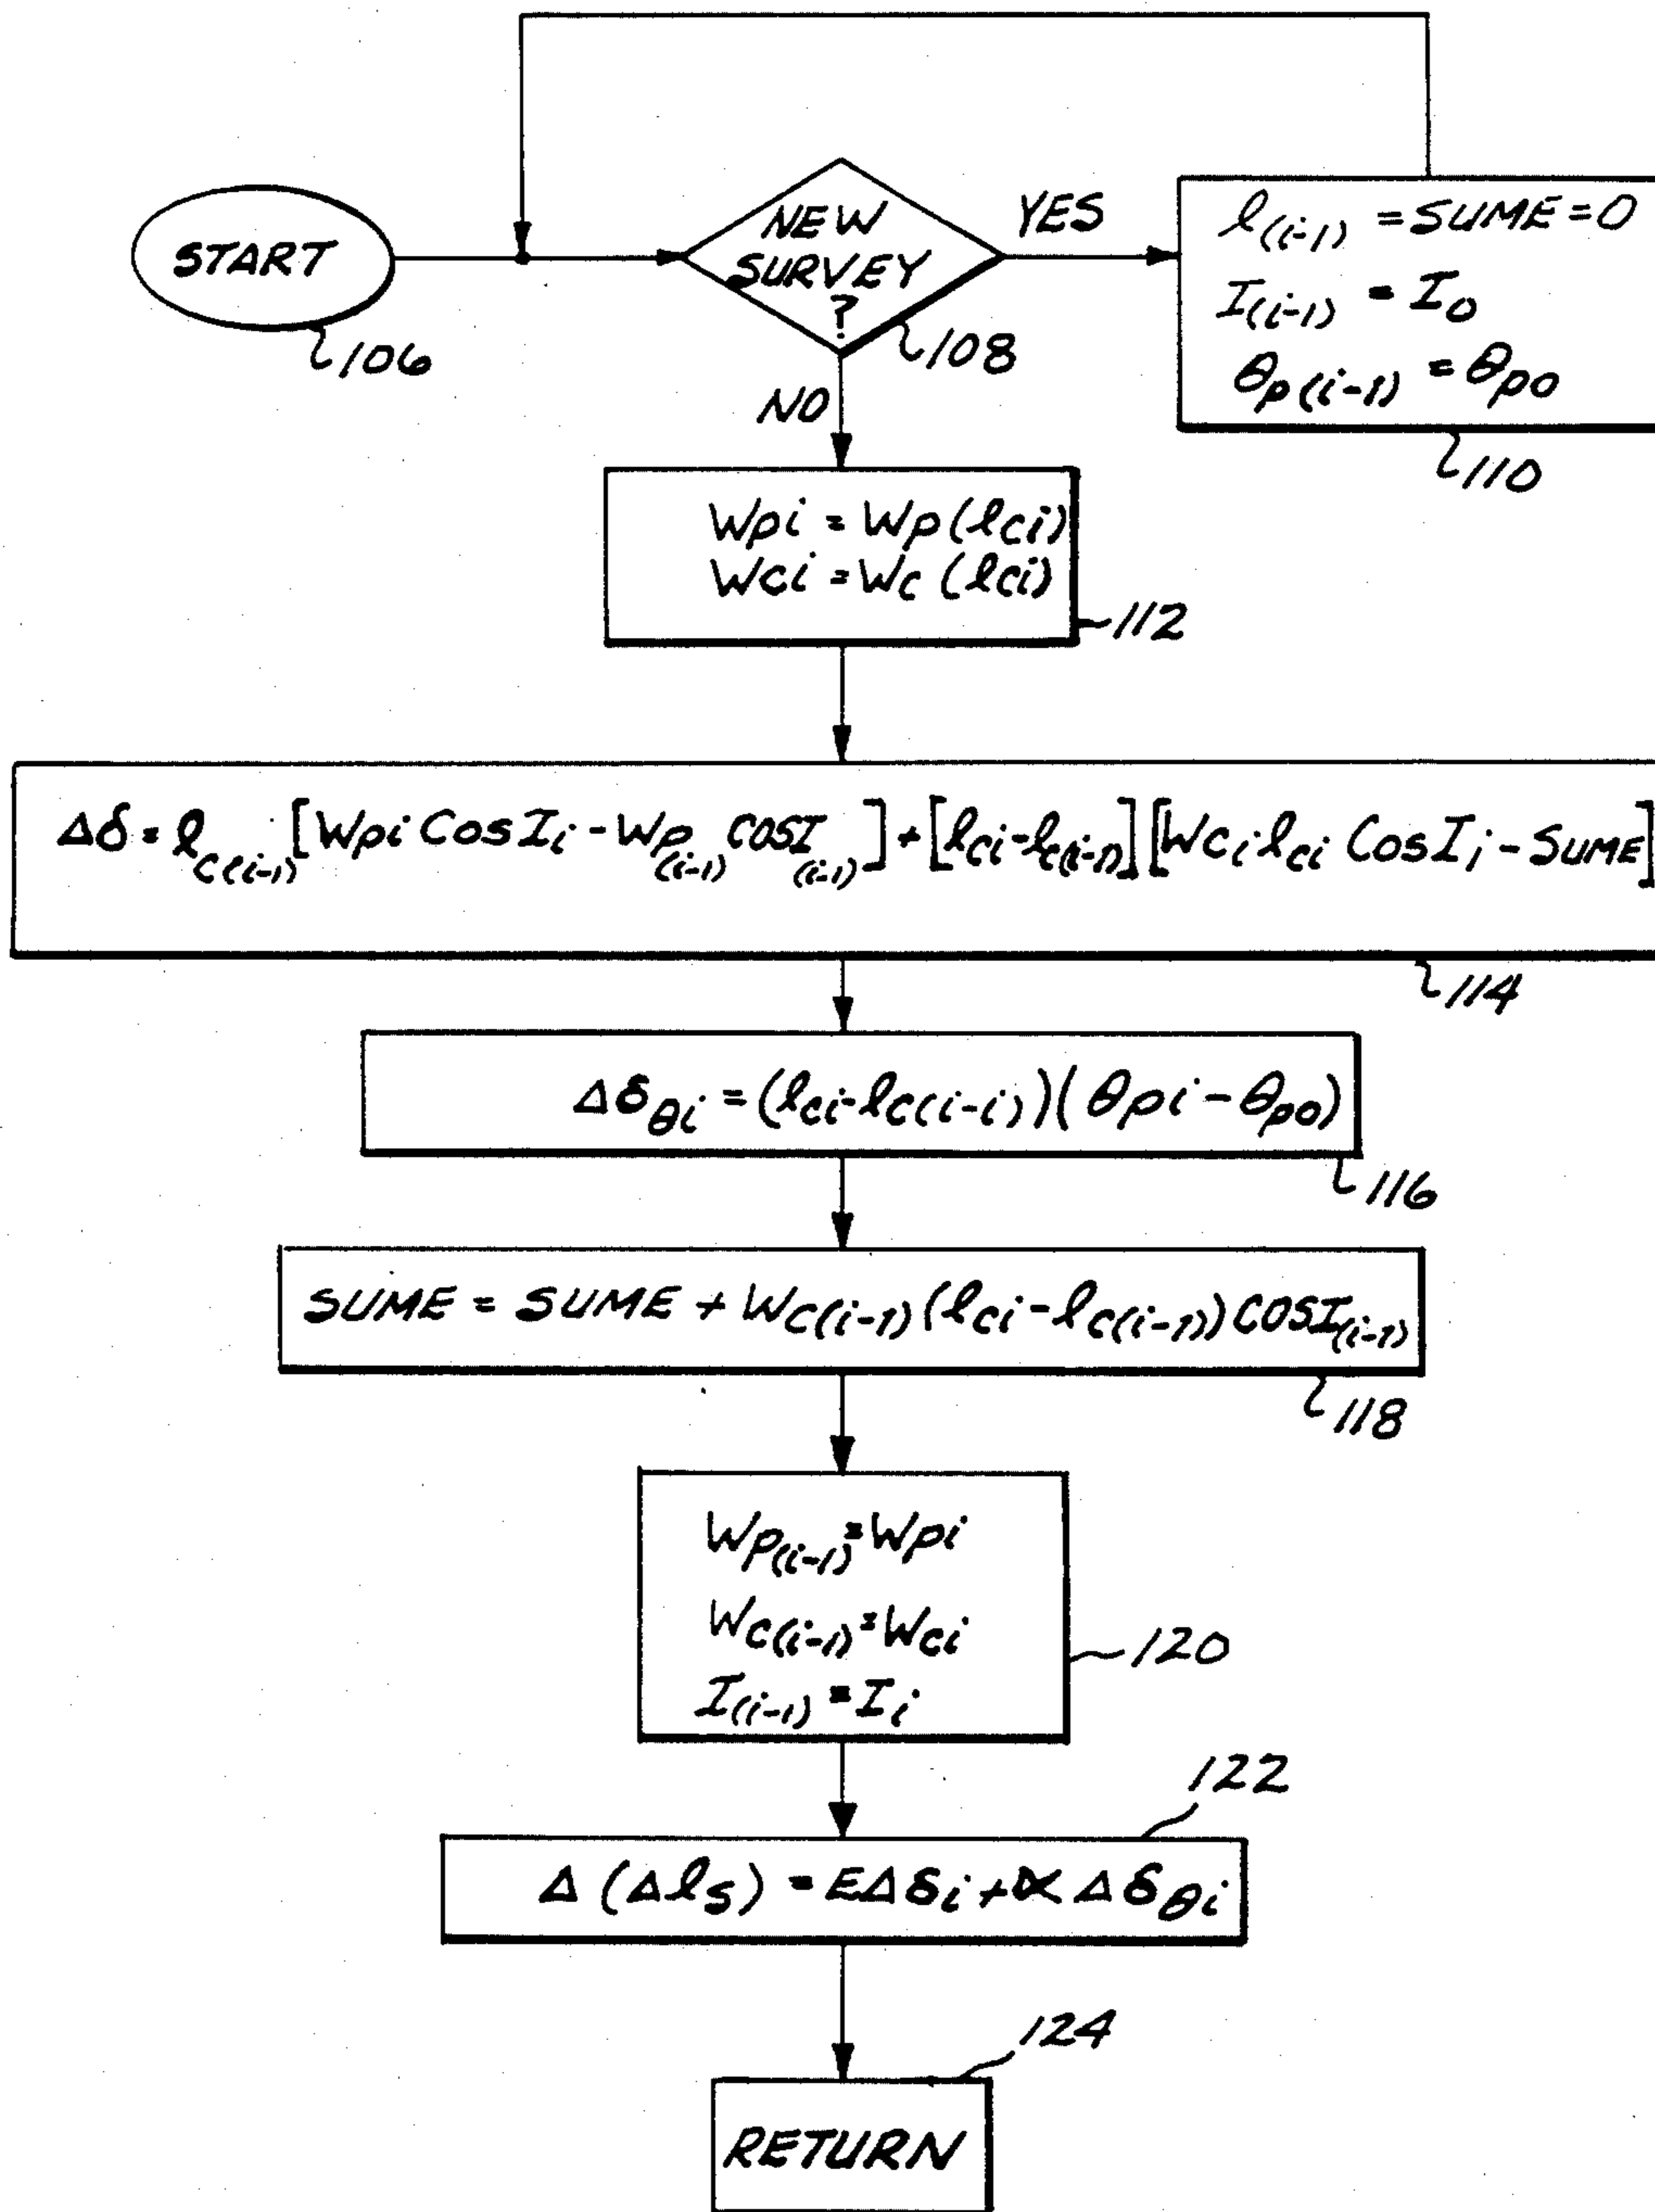 START
106
NEW
SURVEY
?
108
YES
NO
l(i-1) = SUME = 0
I(i-1) = I0
θp(i-1) = θpo
110
Wpi = Wp(lci)
Wci = Wc(lci)
112
Δδ = lc(i-1) [Wpi Cos Ii - Wp(i-1) COS I(i-1)] + [lci - lc(i-1)] [Wci lci Cos Ii - SUME]
114
Δδθi = (lci - lc(i-i)) (θpi - θpo)
116
SUME = SUME + Wc(i-1) (lci - lc(i-1)) COS I(i-1)
118
Wp(i-1) = Wpi
Wc(i-1) = Wci
I(i-1) = Ii
120
122
Δ (Δls) = EΔδi + ∝ Δδθi
124
RETURN